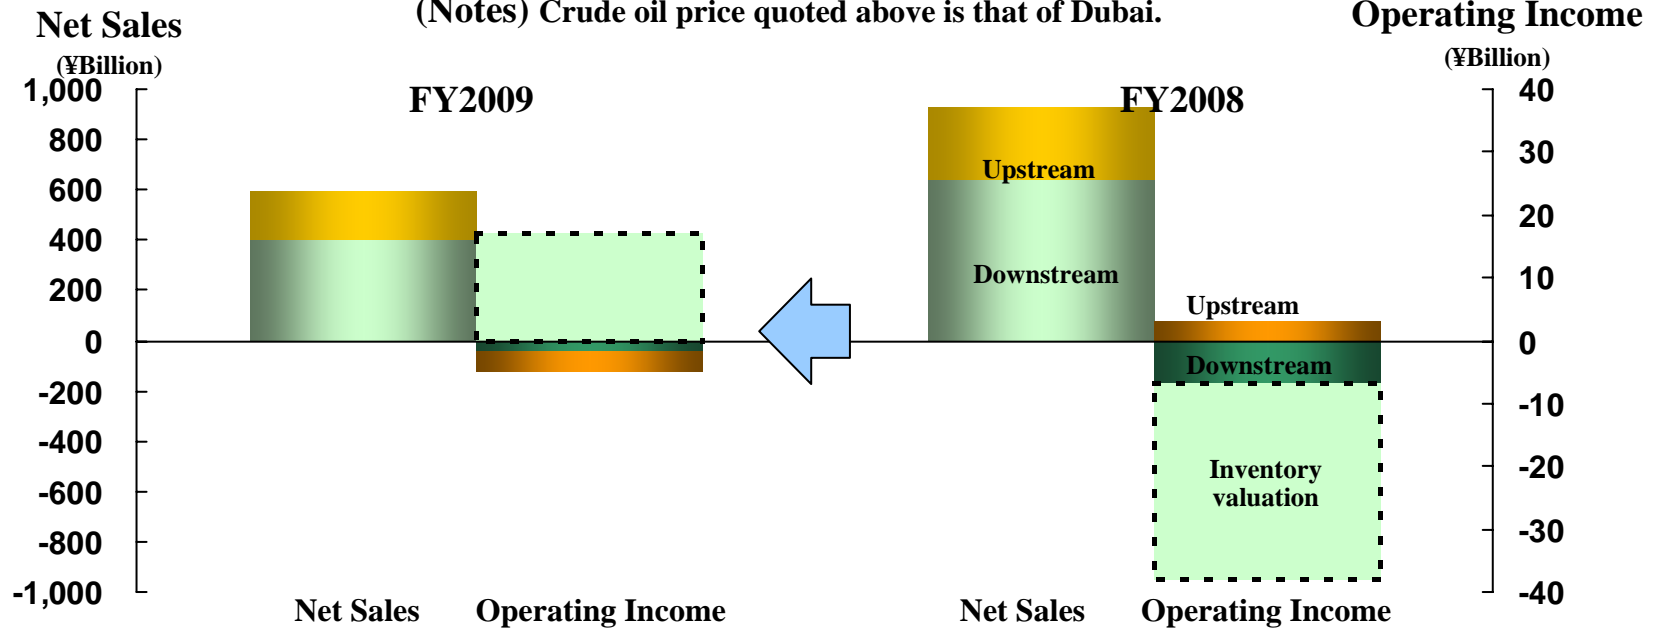 (Notes) Crude oil price quoted above is that of Dubai.
Net Sales
(¥Billion)
Operating Income
(¥Billion)
FY2009
FY2008
1,000
800
600
400
200
0
-200
-400
-600
-800
-1,000
Upstream
Downstream
Upstream
Downstream
Inventory
valuation
40
30
20
10
0
-10
-20
-30
-40
Net Sales
Operating Income
Net Sales
Operating Income